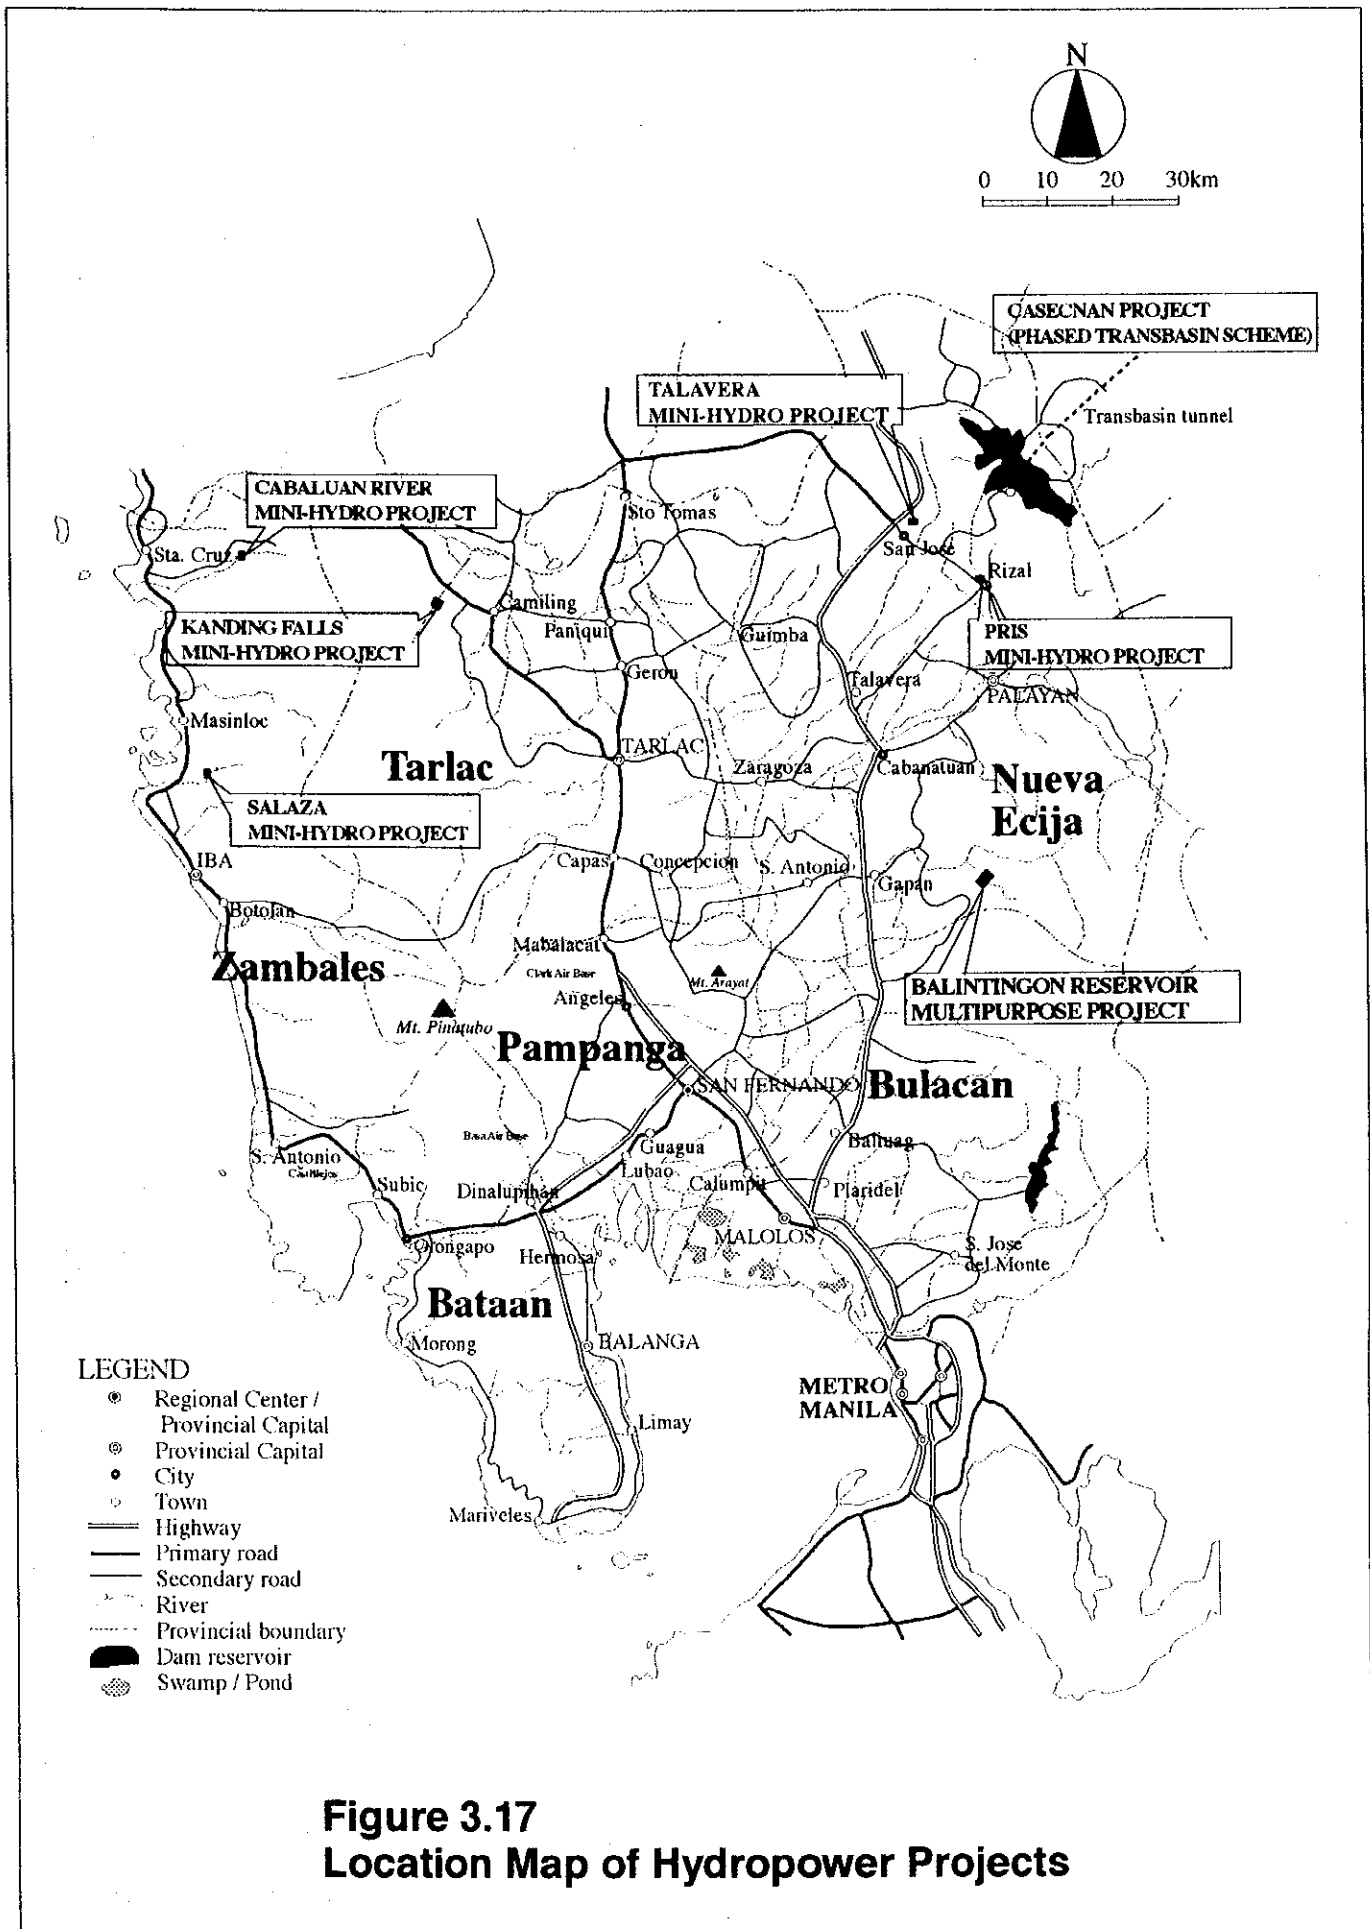 N
0 10 20 30km
CASECNAN PROJECT
(PHASED TRANSBASIN SCHEME)
TALAVERA
MINI-HYDRO PROJECT
Transbasin tunnel
CABALUAN RIVER
MINI-HYDRO PROJECT
Sto Tomas
Sta. Cruz
San Jose
Rizal
Camiling
KANDING FALLS
MINI-HYDRO PROJECT
Paniqui
Guimba
PRIS
MINI-HYDRO PROJECT
Gerona
Talavera
PALAYAN
Masinloc
TARLAC
Tarlac
Zaragoza
Cabanatuan
Nueva
Ecija
SALAZA
MINI-HYDRO PROJECT
IBA
Capas
Concepcion
S. Antonio
Gapan
Botolan
Mabalacat
Zambales
Clark Air Base
Mt. Arayat
Angeles
BALINTINGON RESERVOIR
MULTIPURPOSE PROJECT
Mt. Pinatubo
Pampanga
SAN FERNANDO
Bulacan
Basa Air Base
Guagua
Baliuag
S. Antonio
Lubao
Subic
Dinalupihan
Calumpit
Plaridel
Olongapo
Hermosa
MALOLOS
S. Jose
del Monte
Bataan
Morong
BALANGA
METRO
MANILA
Limay
Mariveles
LEGEND
Regional Center /
Provincial Capital
Provincial Capital
City
Town
Highway
Primary road
Secondary road
River
Provincial boundary
Dam reservoir
Swamp / Pond
Figure 3.17
Location Map of Hydropower Projects